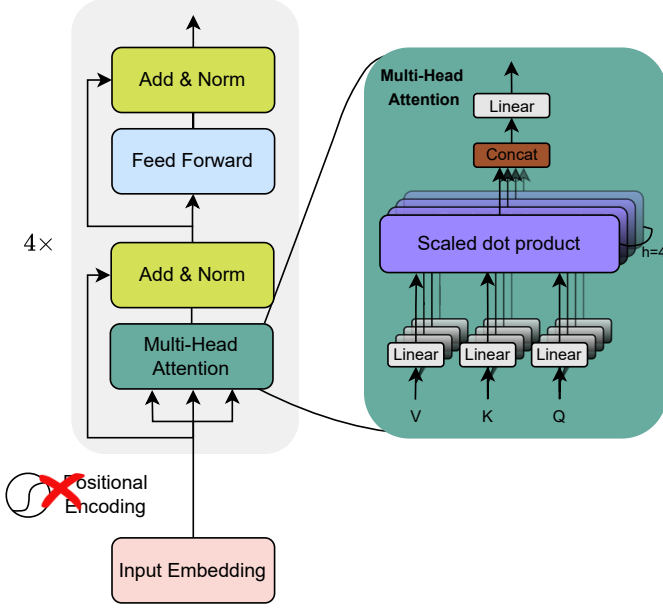 Add & Norm
Feed Forward
4×
Add & Norm
Multi-Head
Attention
Positional
Encoding
Input Embedding
Multi-Head
Attention
Linear
Concat
Scaled dot product
h=4
Linear
Linear
Linear
V
K
Q